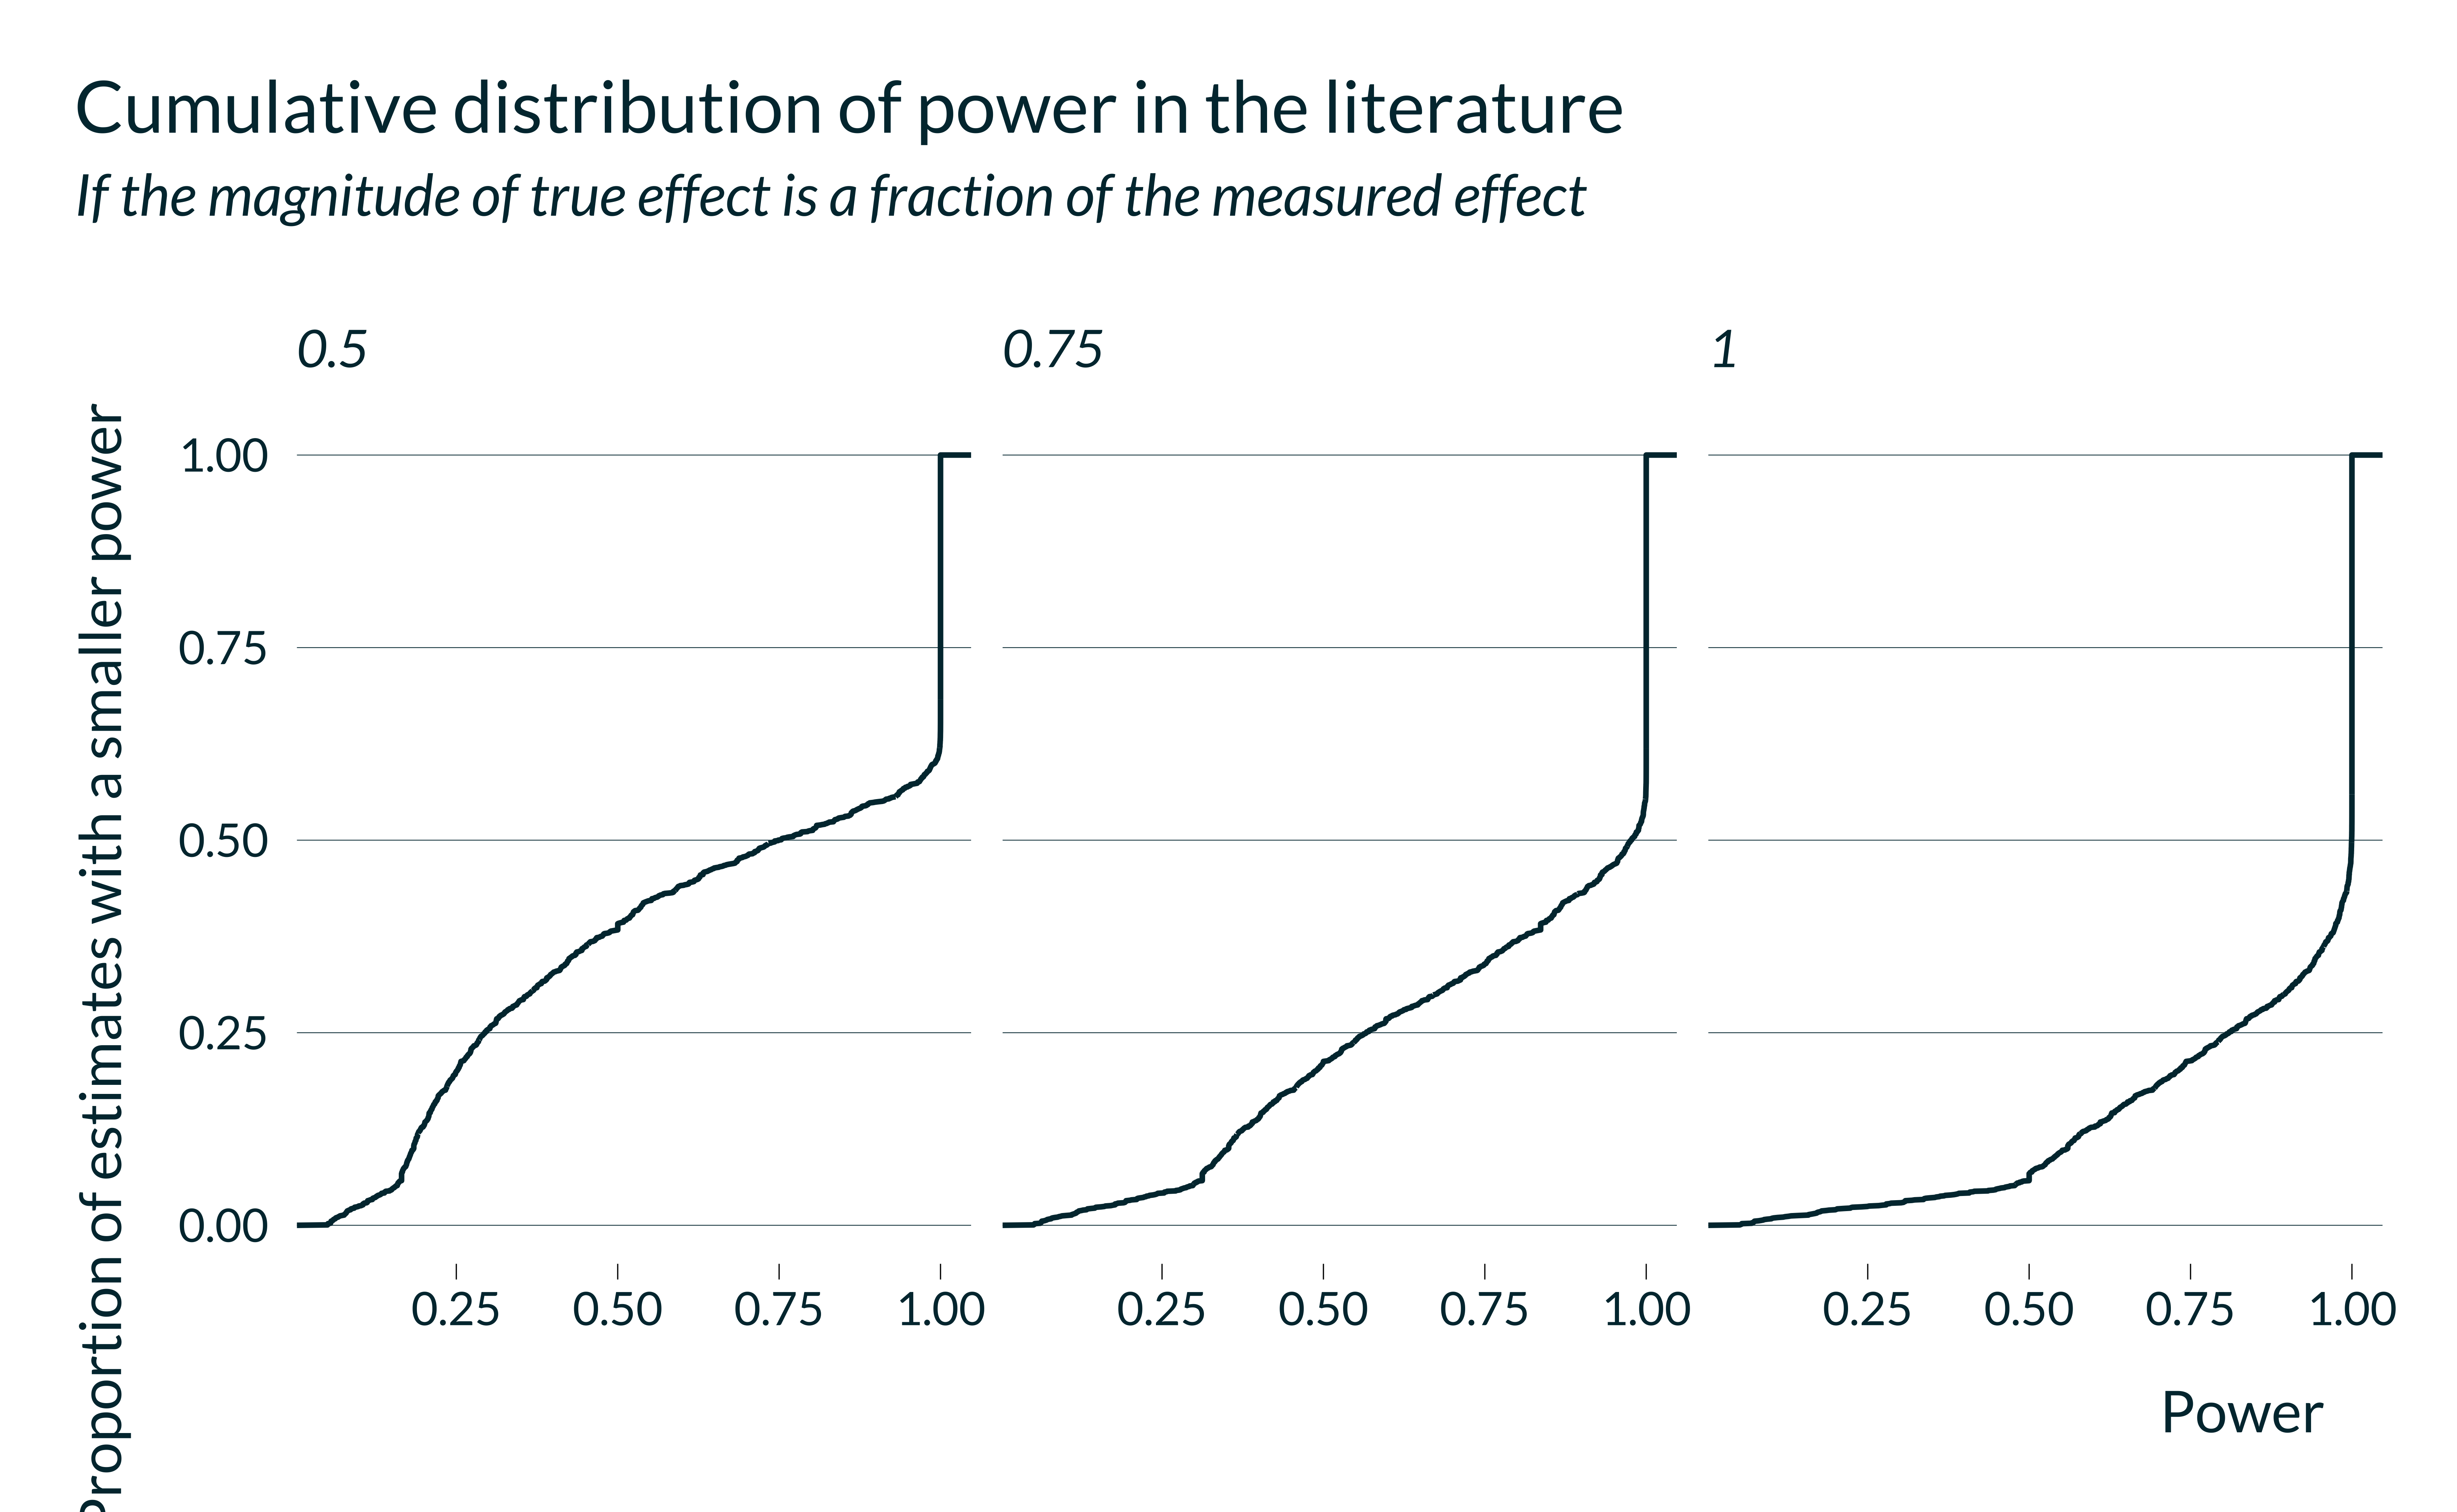 Cumulative distribution of power in the literature
If the magnitude of true effect is a fraction of the measured effect
0.5 0.75 1
Proportion of estimates with a smaller power
1.00
0.75
0.50
0.25
0.00
0.25 0.50 0.75 1.00 0.25 0.50 0.75 1.00 0.25 0.50 0.75 1.00
Power